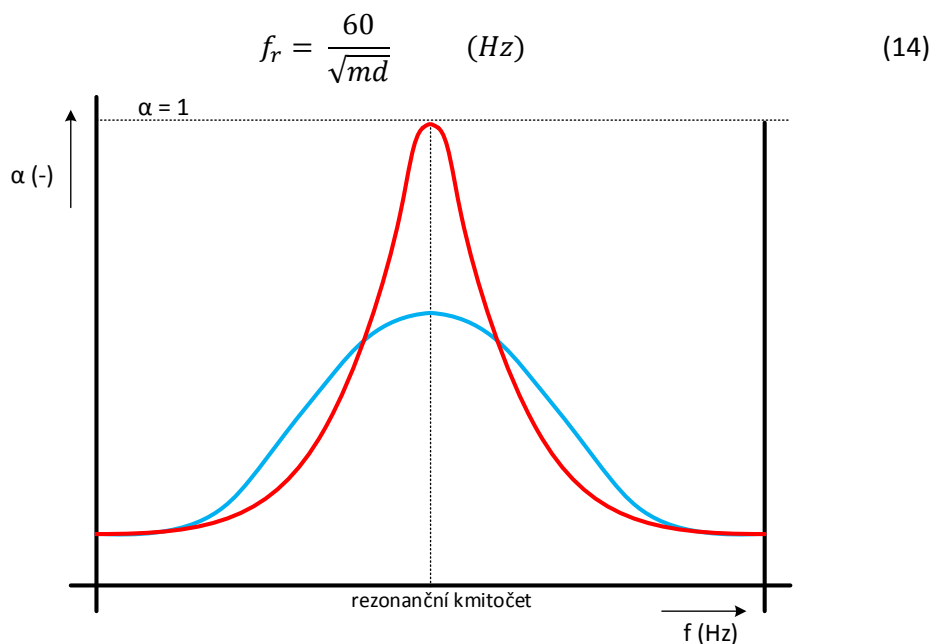 f_r = 60 / √md (Hz) (14)
α = 1
α (-)
rezonanční kmitočet
f (Hz)